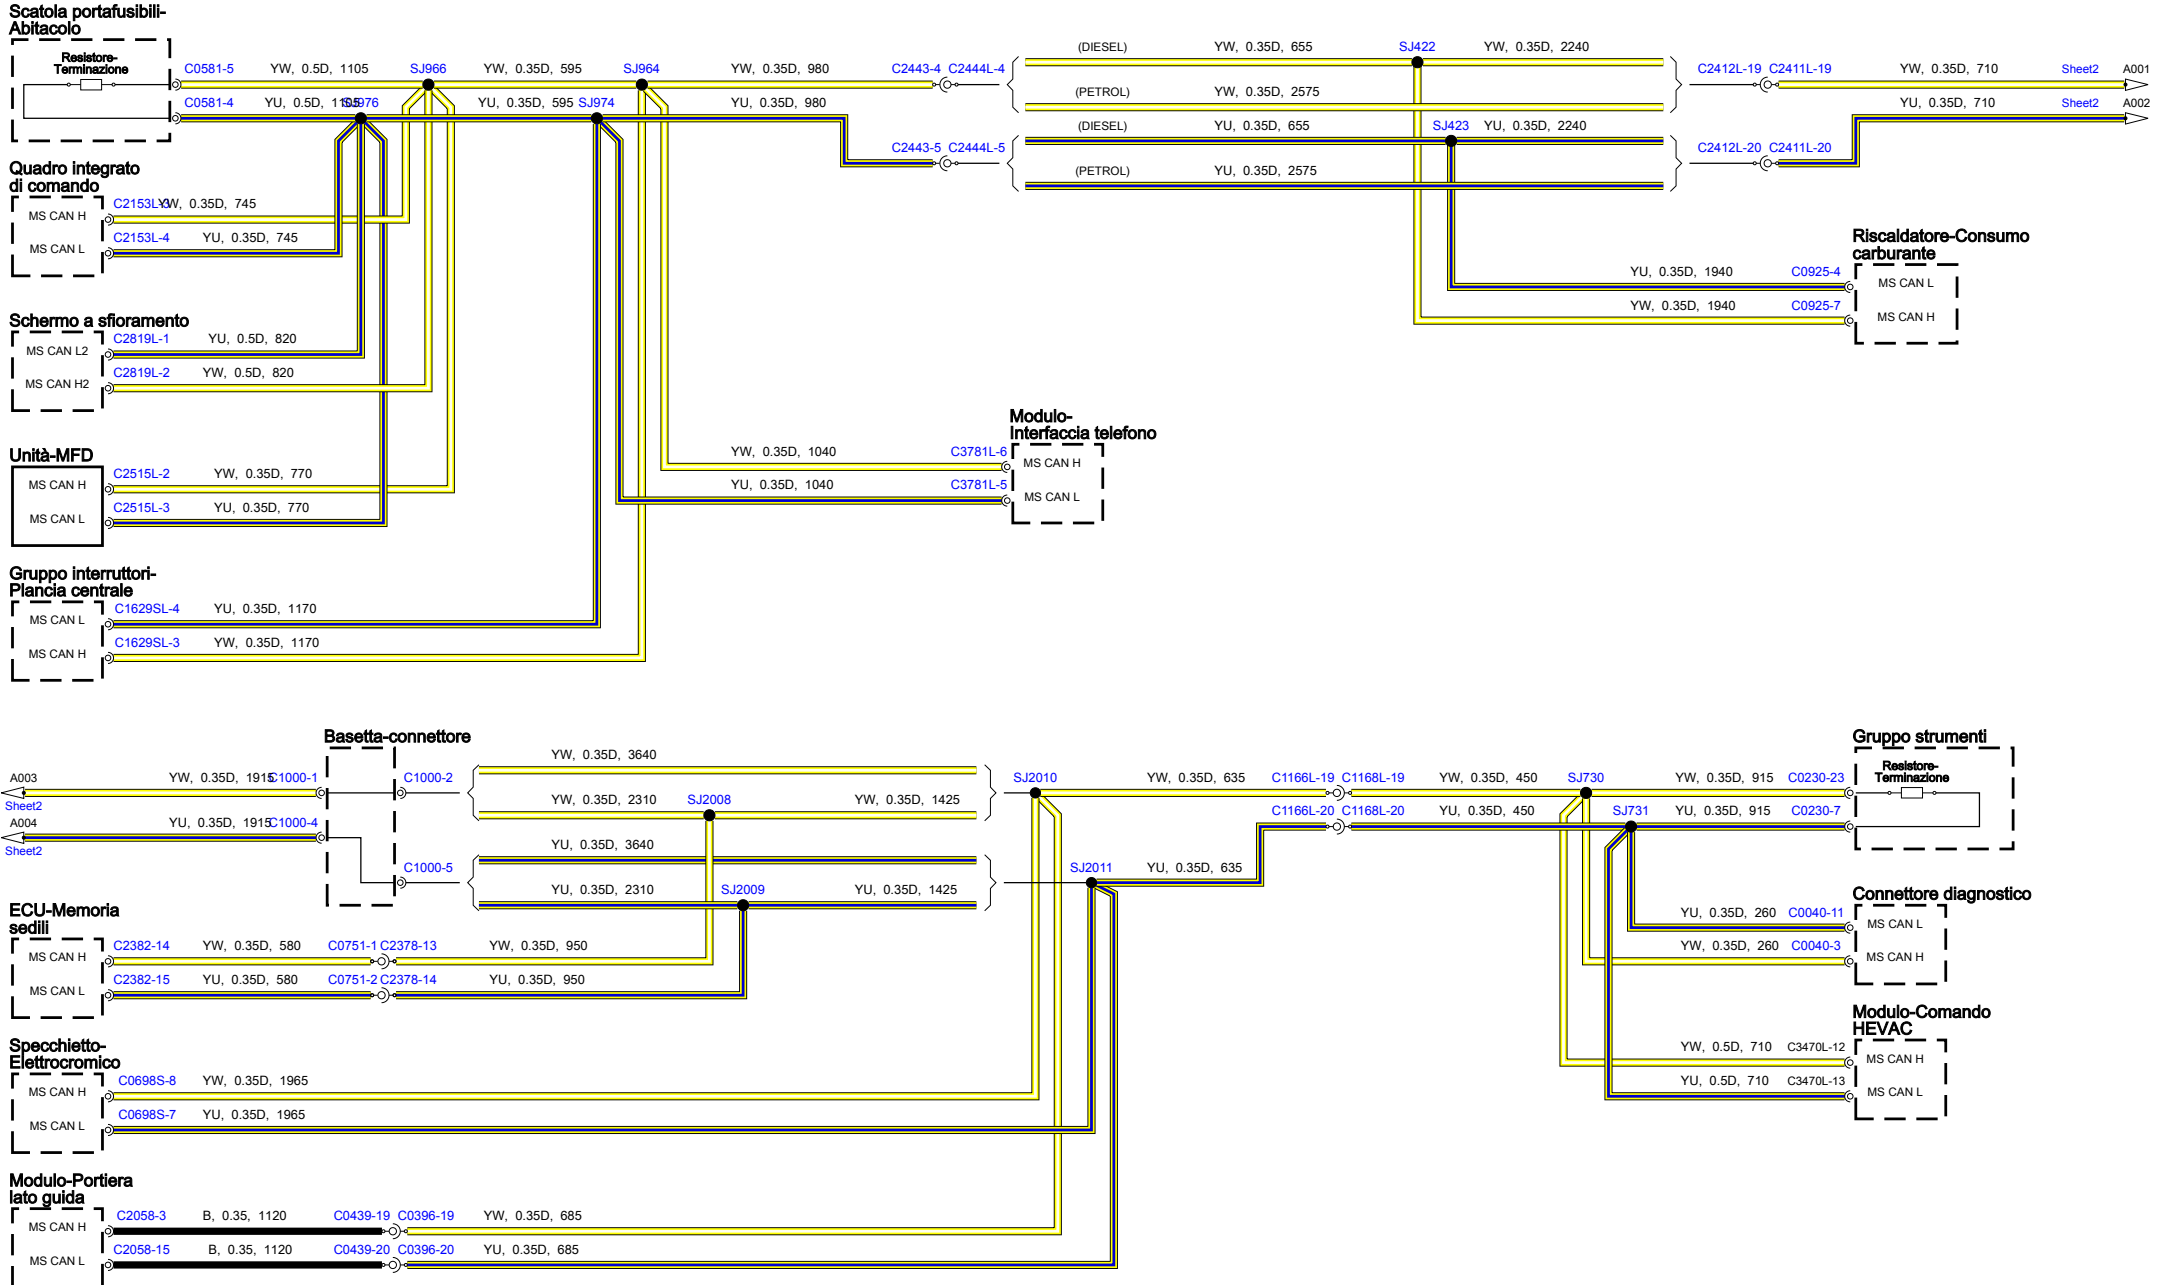 Scatola portafusibili-
Abitacolo
Resistore-
Terminazione
C0581-5 YW, 0.5D, 1105 SJ966 YW, 0.35D, 595 SJ964 YW, 0.35D, 980 C2443-4 C2444L-4
C0581-4 YU, 0.5D, 1105 SJ976 YU, 0.35D, 595 SJ974 YU, 0.35D, 980
(DIESEL) YW, 0.35D, 655 SJ422 YW, 0.35D, 2240
(PETROL) YW, 0.35D, 2575
C2412L-19 C2411L-19 YW, 0.35D, 710 Sheet2 A001
YU, 0.35D, 710 Sheet2 A002
C2443-5 C2444L-5
(DIESEL) YU, 0.35D, 655 SJ423 YU, 0.35D, 2240
(PETROL) YU, 0.35D, 2575
C2412L-20 C2411L-20
Quadro integrato
di comando
MS CAN H C2153L-3 YW, 0.35D, 745
MS CAN L C2153L-4 YU, 0.35D, 745
Riscaldatore-Consumo
carburante
YU, 0.35D, 1940 C0925-4 MS CAN L
YW, 0.35D, 1940 C0925-7 MS CAN H
Schermo a sfioramento
MS CAN L2 C2819L-1 YU, 0.5D, 820
MS CAN H2 C2819L-2 YW, 0.5D, 820
Modulo-
Interfaccia telefono
YW, 0.35D, 1040 C3781L-6 MS CAN H
YU, 0.35D, 1040 C3781L-5 MS CAN L
Unità-MFD
MS CAN H C2515L-2 YW, 0.35D, 770
MS CAN L C2515L-3 YU, 0.35D, 770
Gruppo interruttori-
Plancia centrale
MS CAN L C1629SL-4 YU, 0.35D, 1170
MS CAN H C1629SL-3 YW, 0.35D, 1170
Basetta-connettore
A003 YW, 0.35D, 1915 C1000-1 C1000-2
Sheet2
A004 YU, 0.35D, 1915 C1000-4
Sheet2
C1000-5
YW, 0.35D, 3640
YW, 0.35D, 2310 SJ2008 YW, 0.35D, 1425
YU, 0.35D, 3640
YU, 0.35D, 2310 SJ2009 YU, 0.35D, 1425
SJ2010 YW, 0.35D, 635 C1166L-19 C1168L-19 YW, 0.35D, 450 SJ730 YW, 0.35D, 915 C0230-23
C1166L-20 C1168L-20 YU, 0.35D, 450 SJ731 YU, 0.35D, 915 C0230-7
SJ2011 YU, 0.35D, 635
Gruppo strumenti
Resistore-
Terminazione
Connettore diagnostico
YU, 0.35D, 260 C0040-11 MS CAN L
YW, 0.35D, 260 C0040-3 MS CAN H
ECU-Memoria
sedili
MS CAN H C2382-14 YW, 0.35D, 580 C0751-1 C2378-13 YW, 0.35D, 950
MS CAN L C2382-15 YU, 0.35D, 580 C0751-2 C2378-14 YU, 0.35D, 950
Modulo-Comando
HEVAC
YW, 0.5D, 710 C3470L-12 MS CAN H
YU, 0.5D, 710 C3470L-13 MS CAN L
Specchietto-
Elettrocromico
MS CAN H C0698S-8 YW, 0.35D, 1965
MS CAN L C0698S-7 YU, 0.35D, 1965
Modulo-Portiera
lato guida
MS CAN H C2058-3 B, 0.35, 1120 C0439-19 C0396-19 YW, 0.35D, 685
MS CAN L C2058-15 B, 0.35, 1120 C0439-20 C0396-20 YU, 0.35D, 685